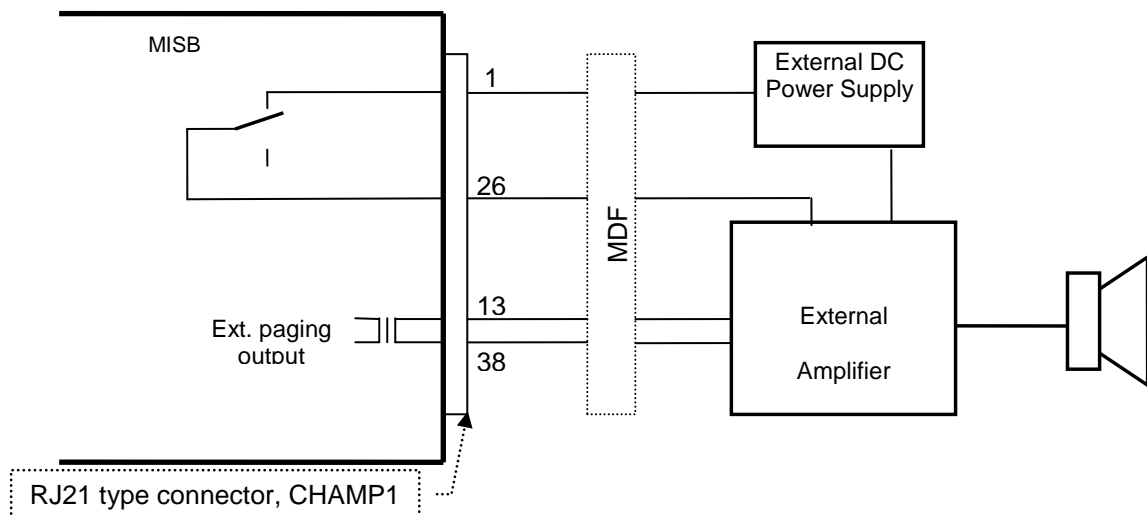 MISB
1
External DC
Power Supply
26
MDF
13
Ext. paging
output
38
External
Amplifier
RJ21 type connector, CHAMP1